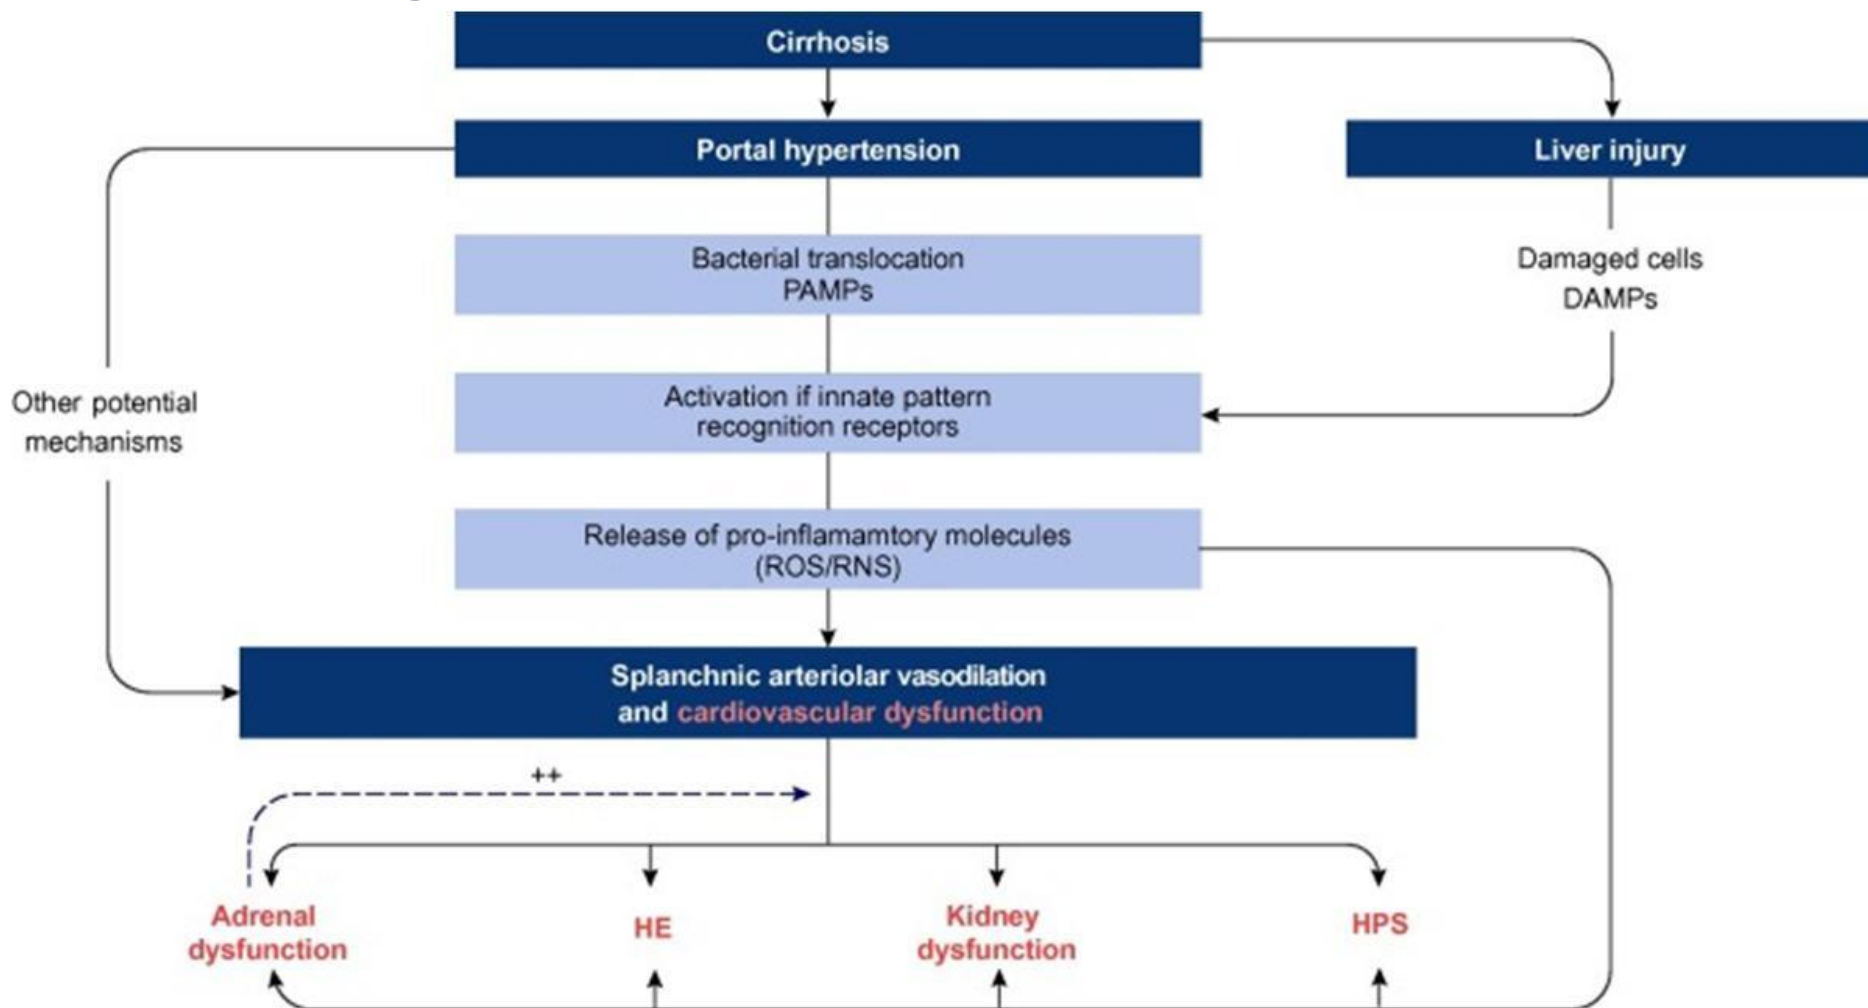 Cirrhosis
Portal hypertension
Liver injury
Bacterial translocation
PAMPs
Damaged cells
DAMPs
Other potential
mechanisms
Activation if innate pattern
recognition receptors
Release of pro-inflamamtory molecules
(ROS/RNS)
Splanchnic arteriolar vasodilation
and cardiovascular dysfunction
++
Adrenal
dysfunction
HE
Kidney
dysfunction
HPS